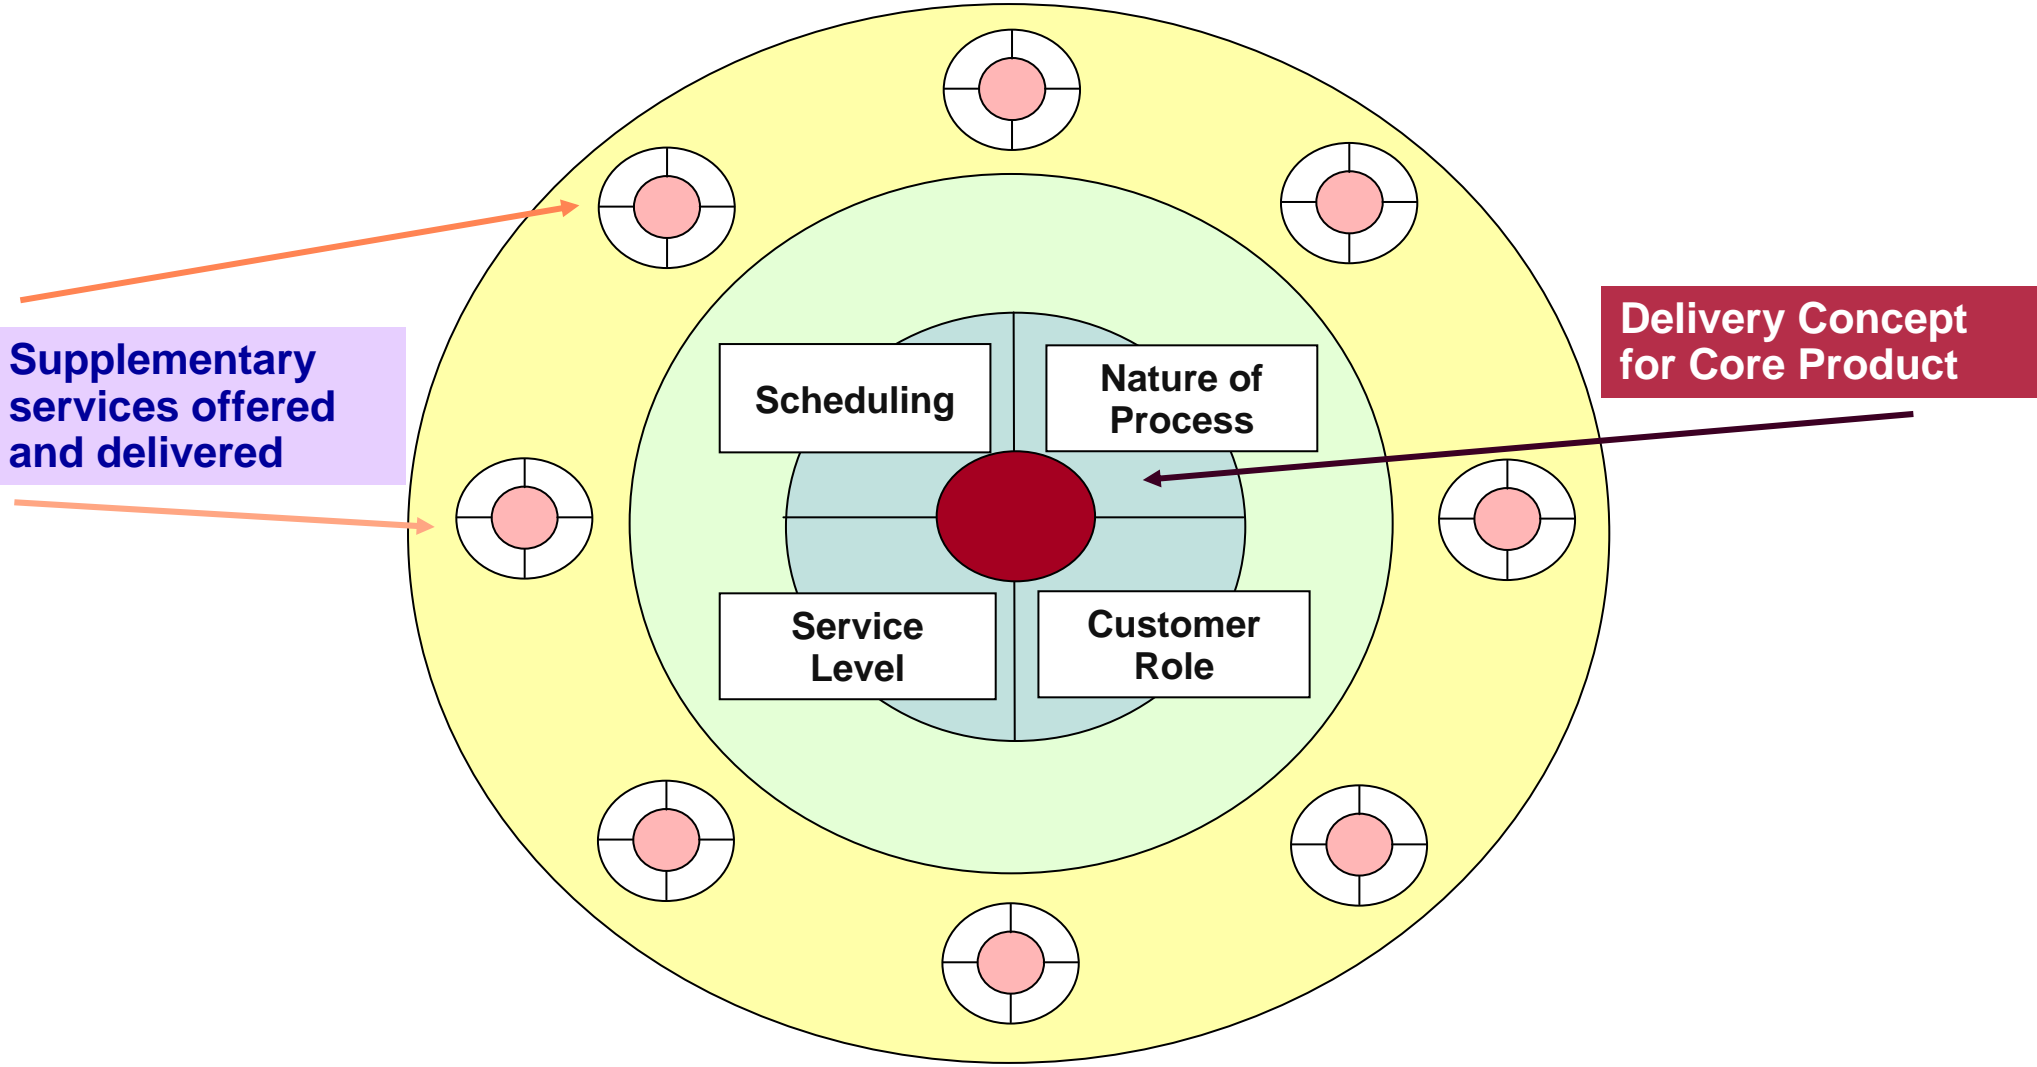 Supplementary
services offered
and delivered
Scheduling
Nature of
Process
Service
Level
Customer
Role
Delivery Concept
for Core Product